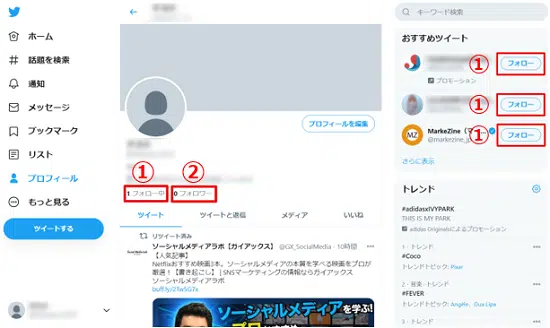 ホーム
話題を検索
通知
メッセージ
ブックマーク
リスト
プロフィール
もっと見る
ツイートする
プロフィールを編集
① ②
1 フォロー中 0 フォロワー
ツイート ツイートと返信 メディア いいね
リツイート済み
ソーシャルメディアラボ【ガイアックス】 @GX_SocialMedia · 10時間
【人気記事】
Netflixおすすめ映画3本。ソーシャルメディアの本質を学べる映画をプロが
厳選！【書き起こし】 | SNSマーケティングの情報ならガイアックス
ソーシャルメディアラボ
buff.ly/2Tw5G7x
ソーシャルメディアを学ぶ!
プロ
キーワード検索
おすすめツイート
① フォロー
プロモーション
① フォロー
MZ MarkeZine（マ... ① フォロー
@markezine_jp
さらに表示
トレンド
#adidasxIVYPARK
THIS IS MY PARK
adidas Originalsによるプロモーション
1 · トレンド
#Coco
トレンドトピック: Pixar
2 · 音楽 · トレンド
#FEVER
トレンドトピック: Angèle、Dua Lipa